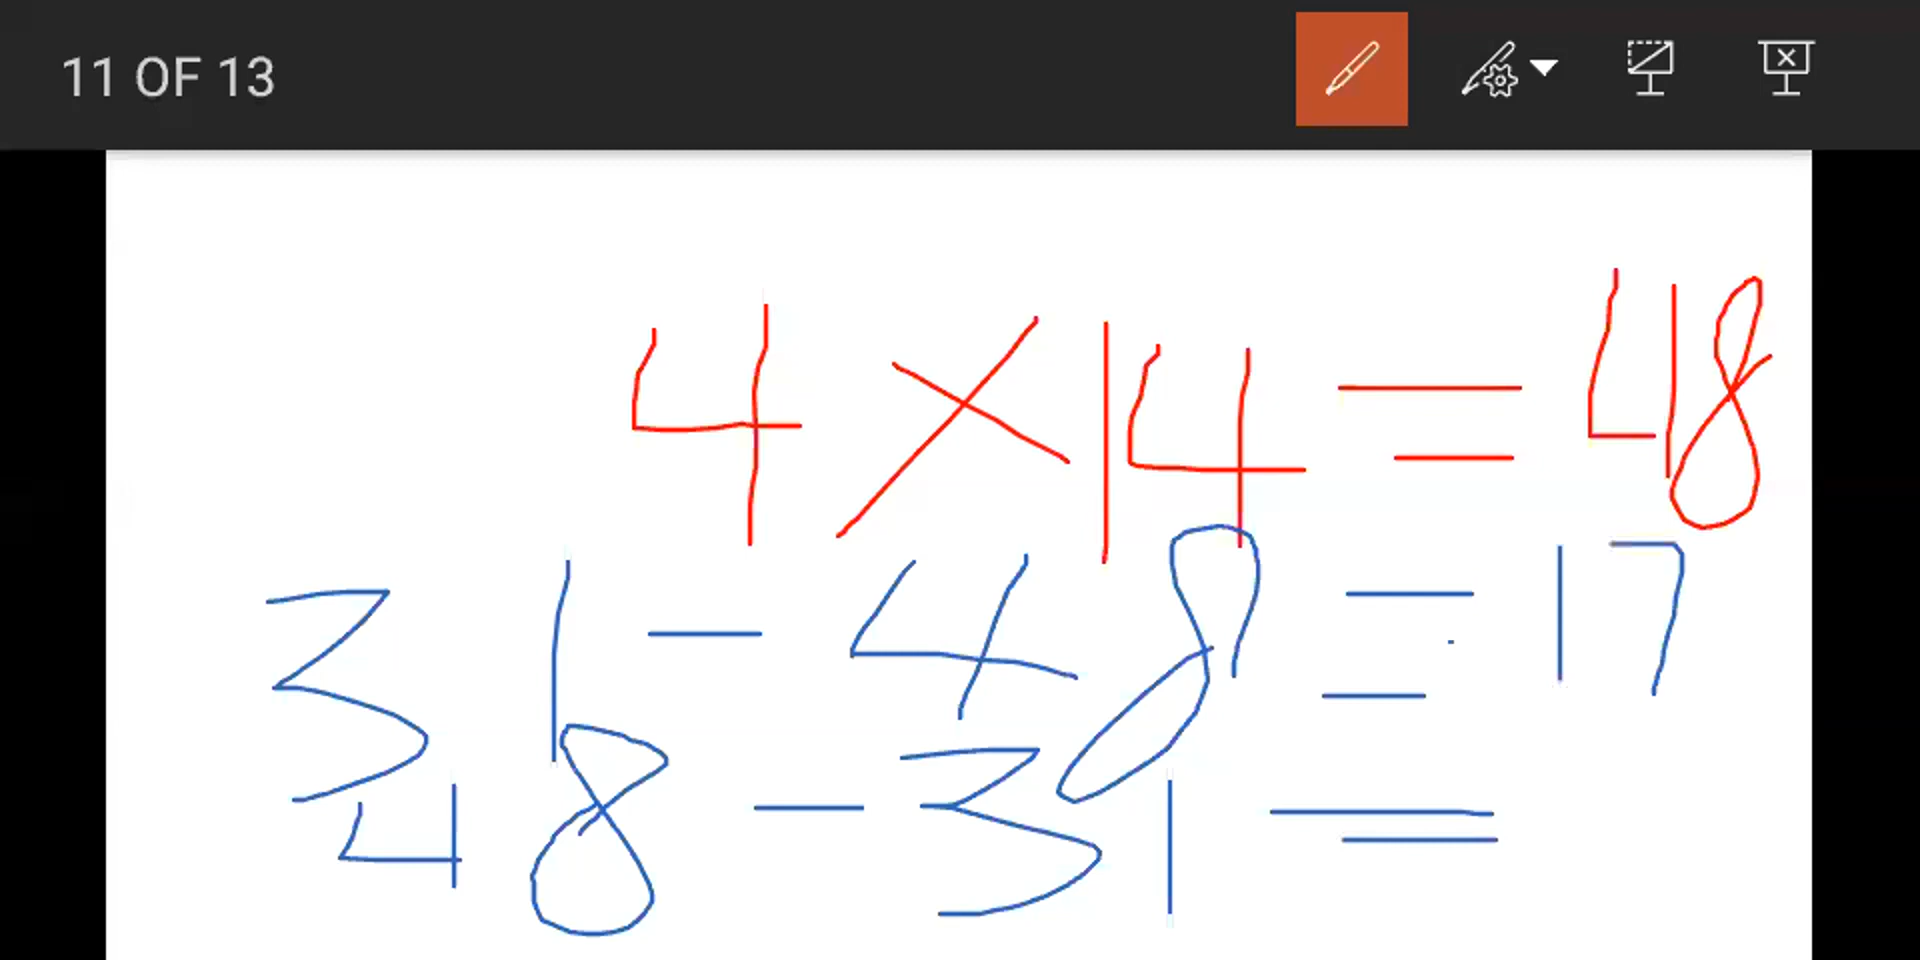 11 OF 13
4 × 14 = 48
31 - 48 = 17
48 - 31 =